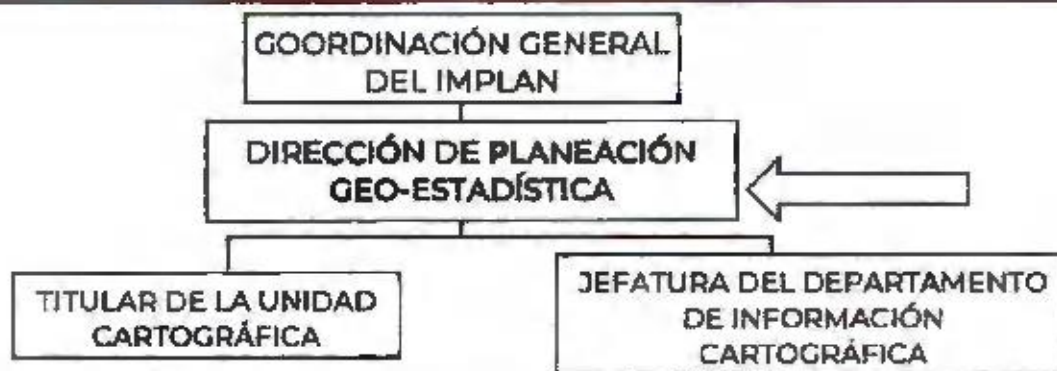 GOORDINACIÓN GENERAL
DEL IMPLAN
DIRECCIÓN DE PLANEACIÓN
GEO-ESTADÍSTICA
TITULAR DE LA UNIDAD
CARTOGRÁFICA
JEFATURA DEL DEPARTAMENTO
DE INFORMACIÓN
CARTOGRÁFICA